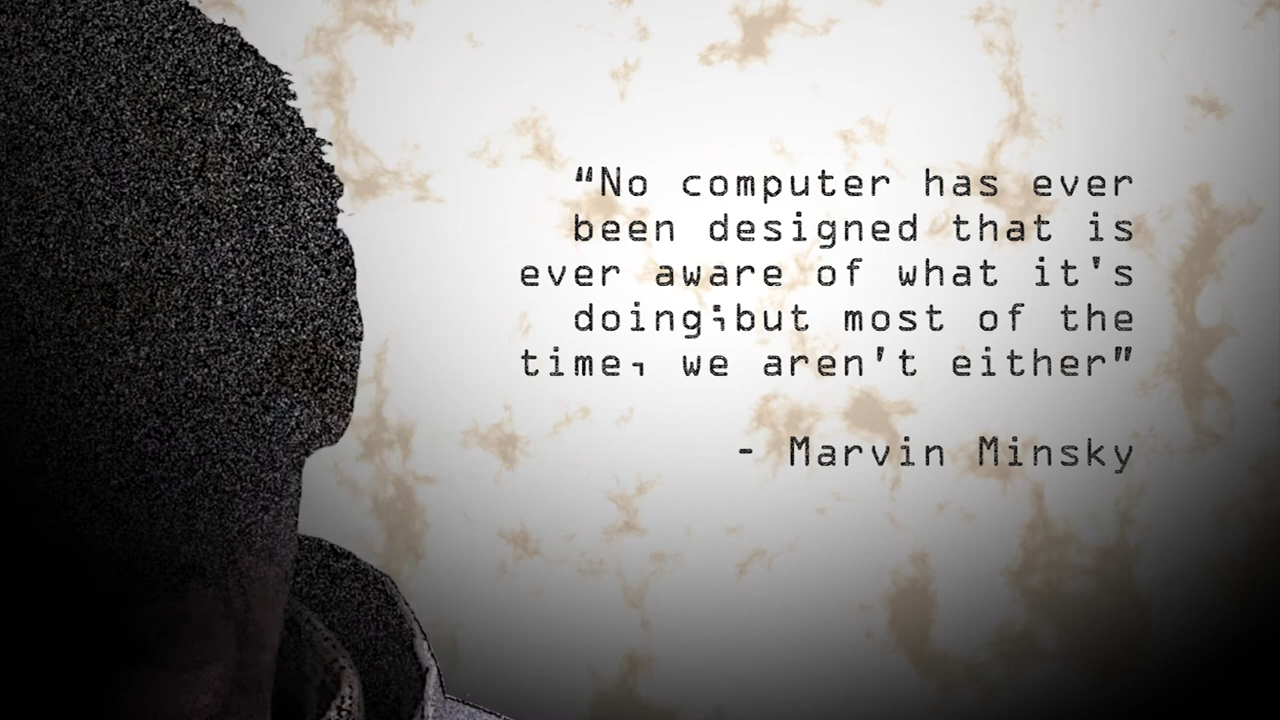 “No computer has ever
been designed that is
ever aware of what it's
doing;but most of the
time, we aren't either”
- Marvin Minsky